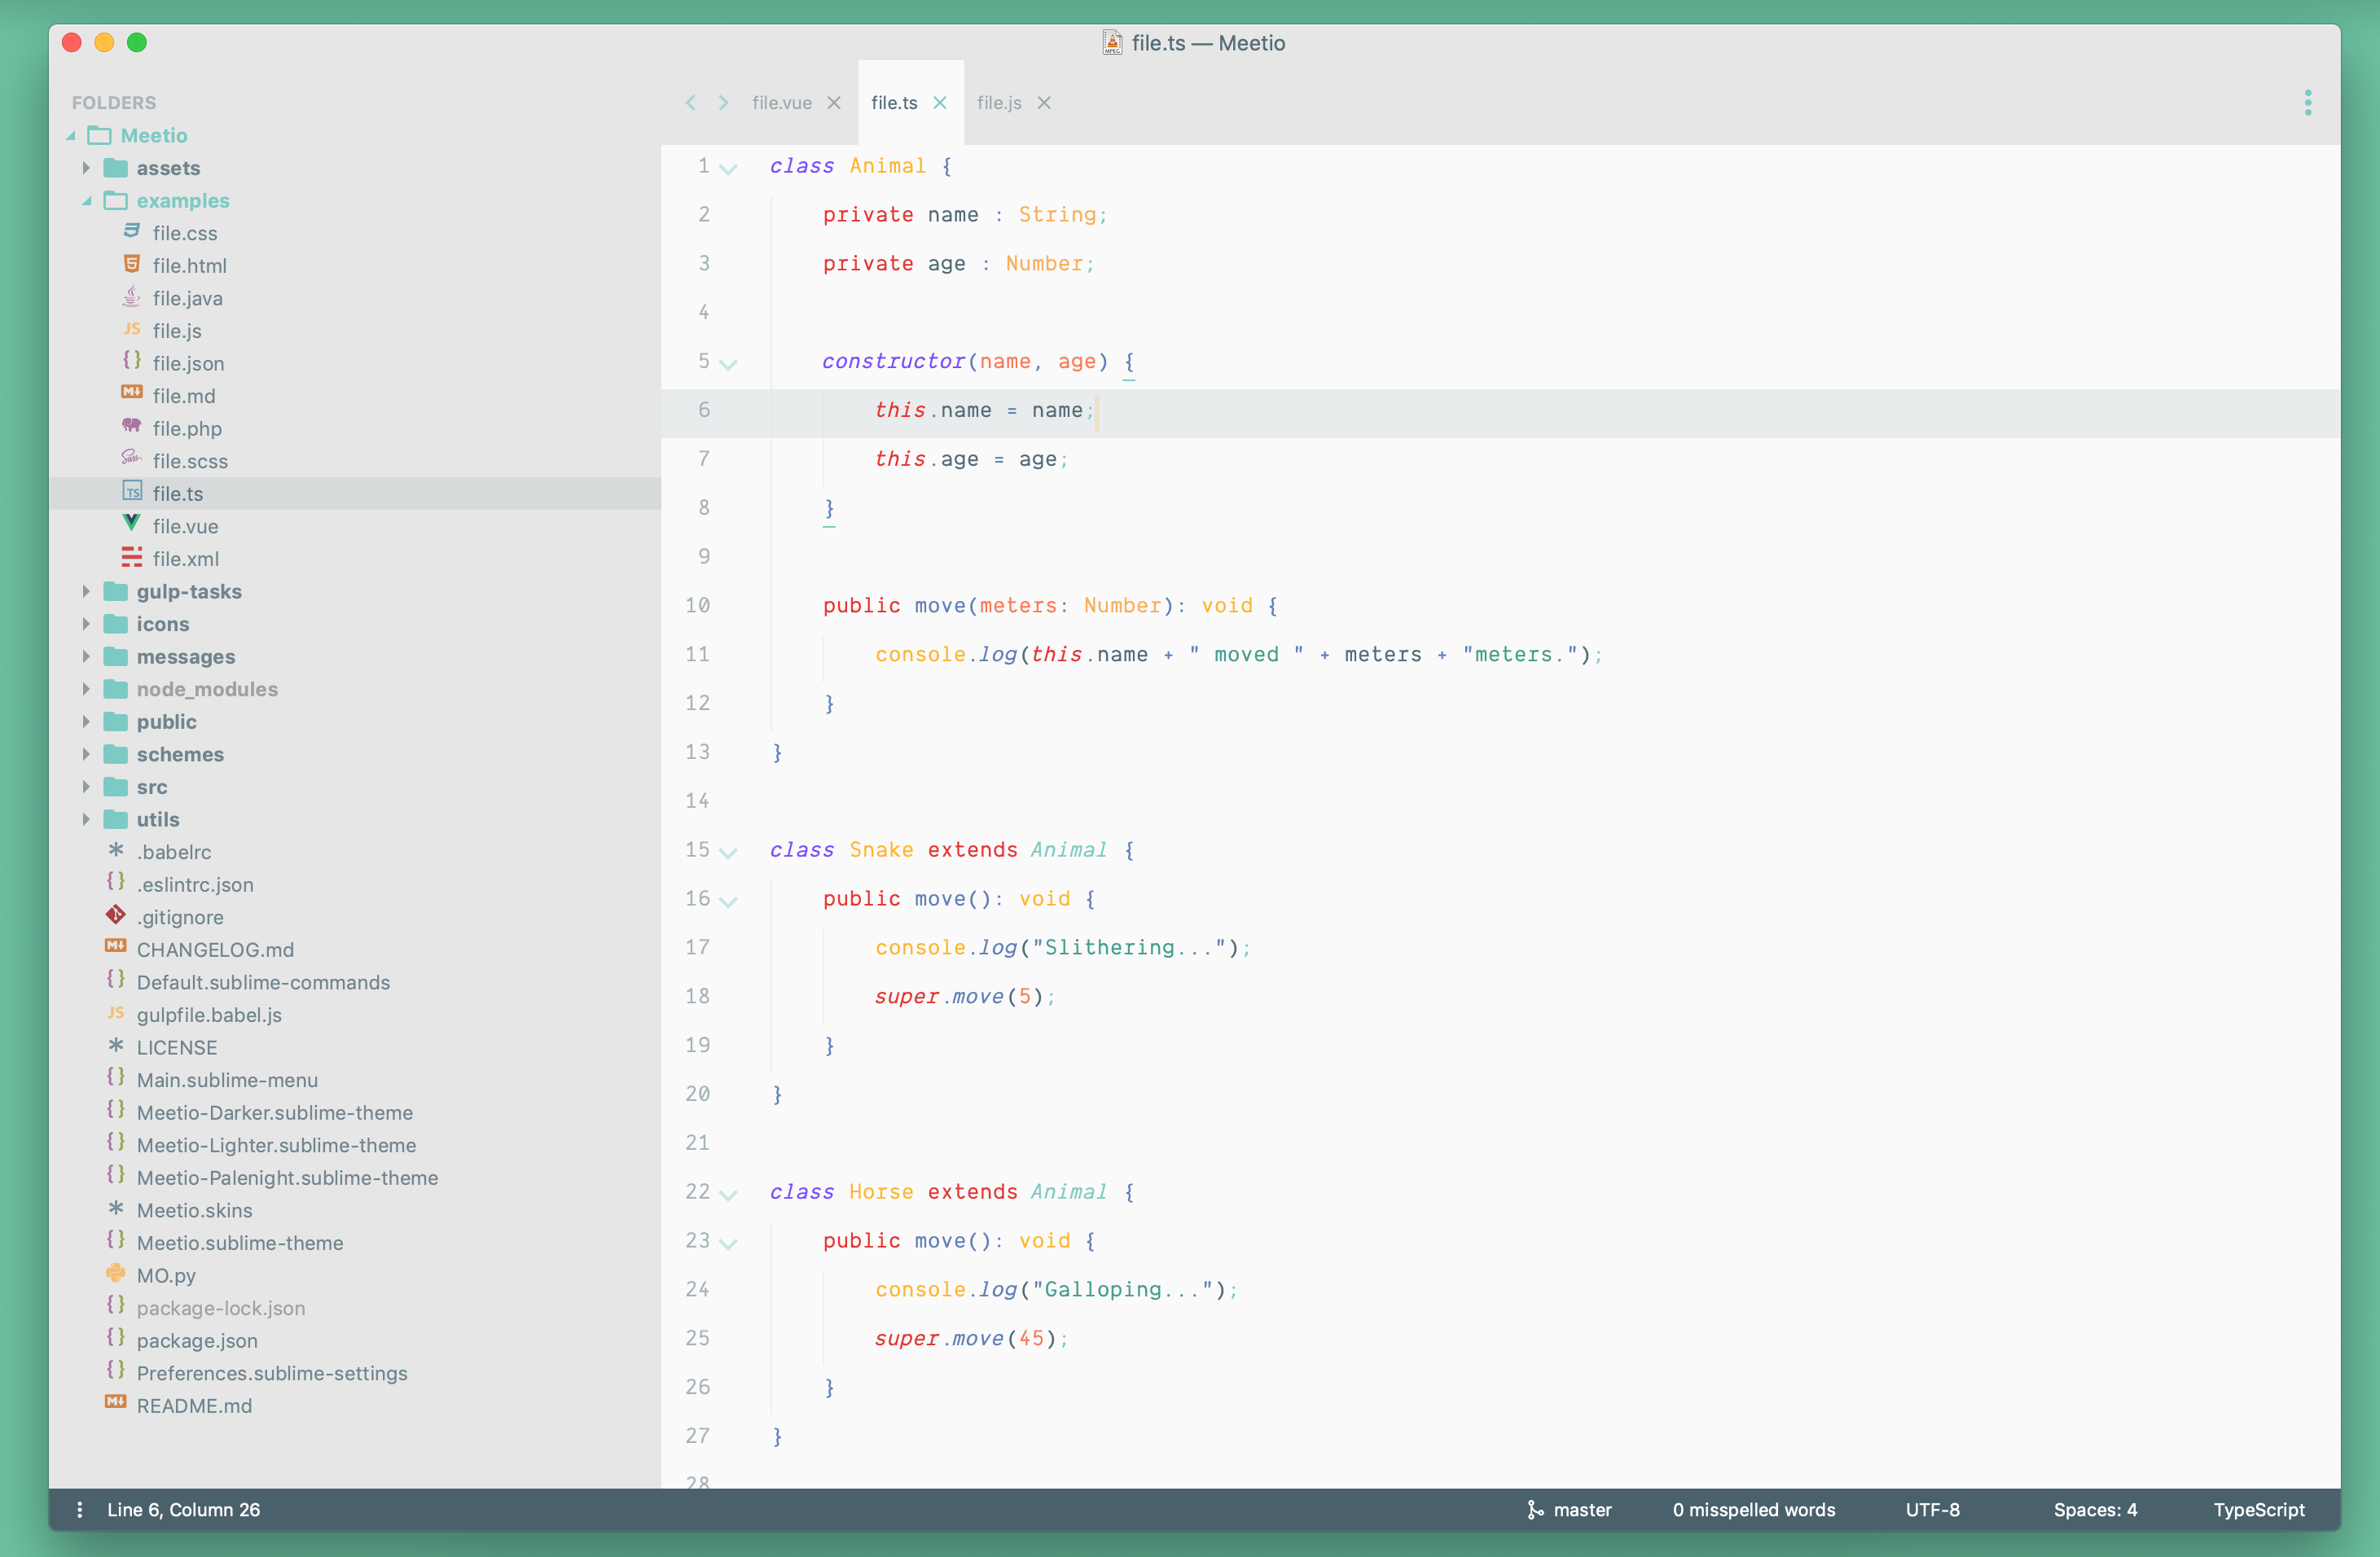 file.ts — Meetio
FOLDERS
Meetio
assets
examples
file.css
file.html
file.java
file.js
file.json
file.md
file.php
file.scss
file.ts
file.vue
file.xml
gulp-tasks
icons
messages
node_modules
public
schemes
src
utils
.babelrc
.eslintrc.json
.gitignore
CHANGELOG.md
Default.sublime-commands
gulpfile.babel.js
LICENSE
Main.sublime-menu
Meetio-Darker.sublime-theme
Meetio-Lighter.sublime-theme
Meetio-Palenight.sublime-theme
Meetio.skins
Meetio.sublime-theme
MO.py
package-lock.json
package.json
Preferences.sublime-settings
README.md
file.vue file.ts file.js
1 class Animal {
2 private name : String;
3 private age : Number;
4
5 constructor(name, age) {
6 this.name = name;
7 this.age = age;
8 }
9
10 public move(meters: Number): void {
11 console.log(this.name + " moved " + meters + "meters.");
12 }
13 }
14
15 class Snake extends Animal {
16 public move(): void {
17 console.log("Slithering...");
18 super.move(5);
19 }
20 }
21
22 class Horse extends Animal {
23 public move(): void {
24 console.log("Galloping...");
25 super.move(45);
26 }
27 }
28
Line 6, Column 26 master 0 misspelled words UTF-8 Spaces: 4 TypeScript